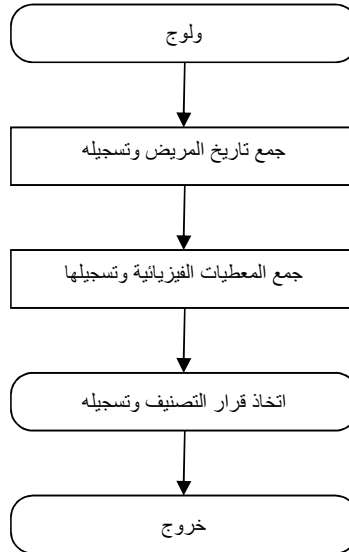 ولوج
جمع تاريخ المريض وتسجيله
جمع المعطيات الفيزيائية وتسجيلها
اتخاذ قرار التصنيف وتسجيله
خروج